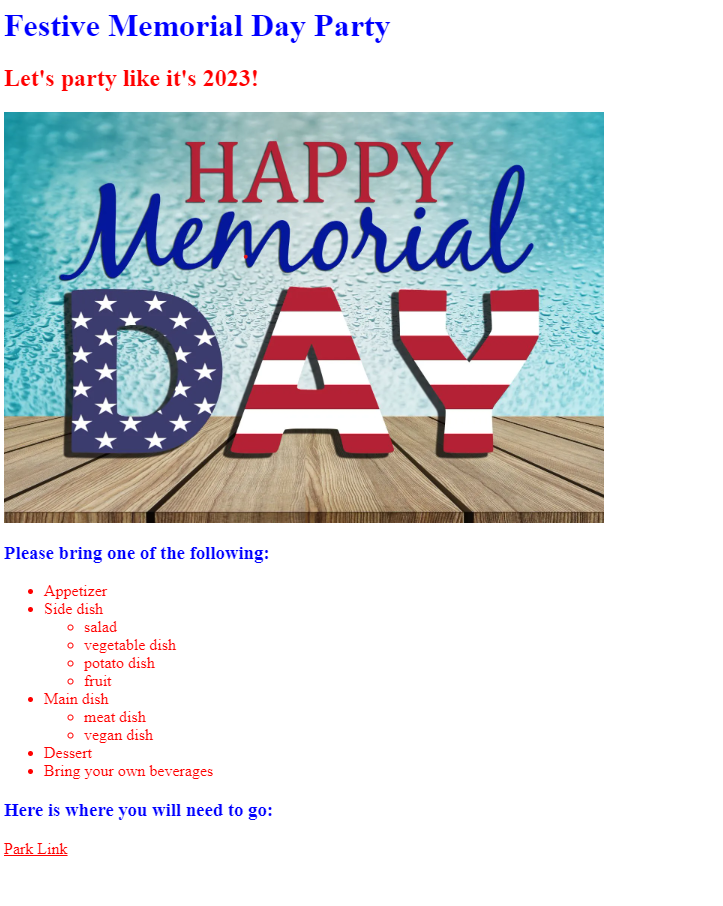 Festive Memorial Day Party
Let's party like it's 2023!
HAPPY
Memorial
DAY
Please bring one of the following:
Appetizer
Side dish
salad
vegetable dish
potato dish
fruit
Main dish
meat dish
vegan dish
Dessert
Bring your own beverages
Here is where you will need to go:
Park Link